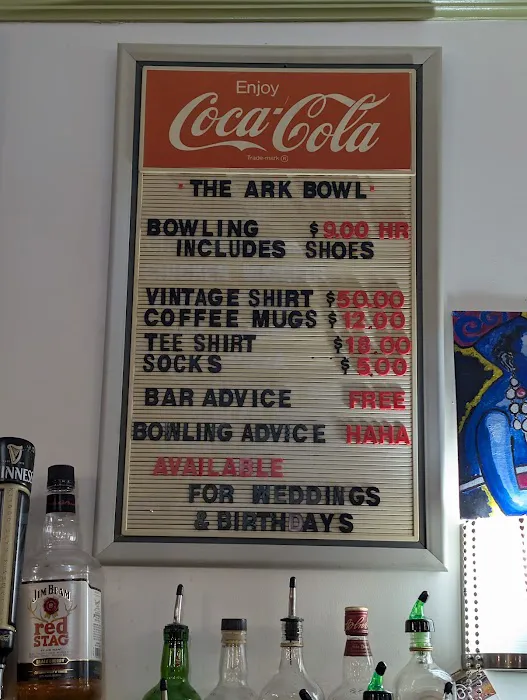 Enjoy
Coca-Cola
Trade-mark ®
THE ARK BOWL
BOWLING $9.00 HR
INCLUDES SHOES
VINTAGE SHIRT $50.00
COFFEE MUGS $12.00
TEE SHIRT $18.00
SOCKS $5.00
BAR ADVICE FREE
BOWLING ADVICE HAHA
AVAILABLE
FOR WEDDINGS
& BIRTHDAYS
JIM BEAM
red
STAG